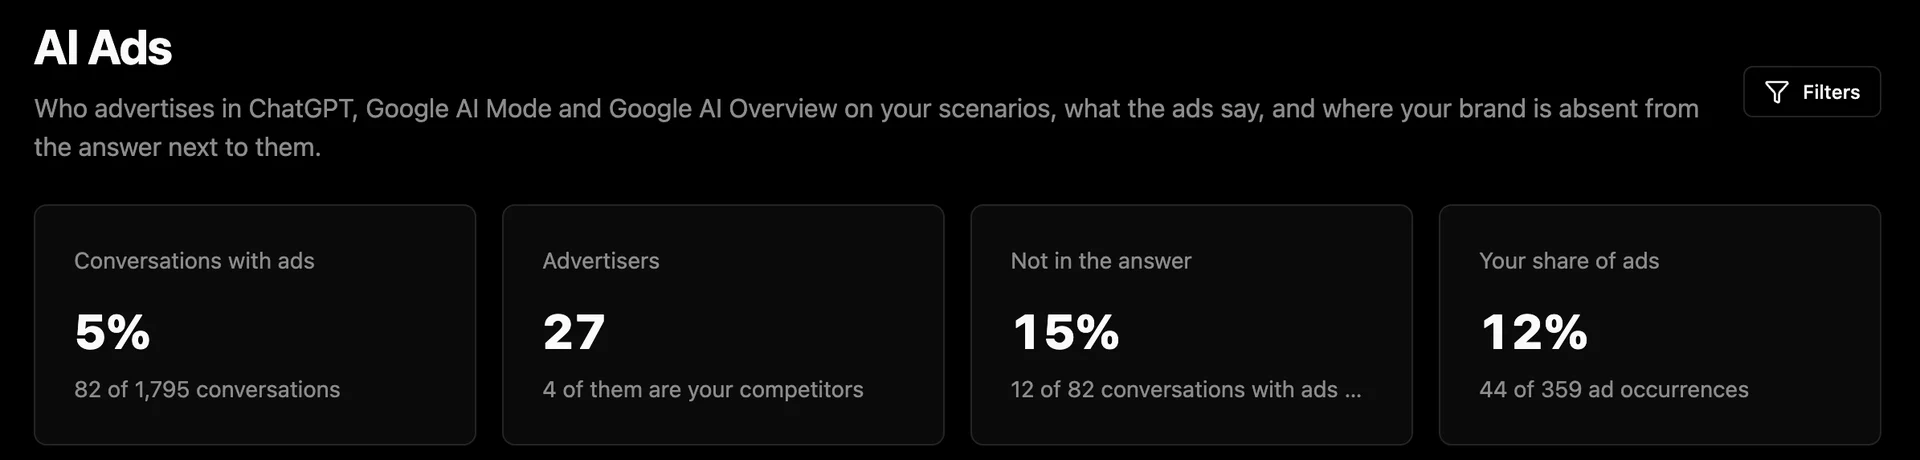 AI Ads
Who advertises in ChatGPT, Google AI Mode and Google AI Overview on your scenarios, what the ads say, and where your brand is absent from
the answer next to them.
Filters
Conversations with ads
5%
82 of 1,795 conversations
Advertisers
27
4 of them are your competitors
Not in the answer
15%
12 of 82 conversations with ads ...
Your share of ads
12%
44 of 359 ad occurrences